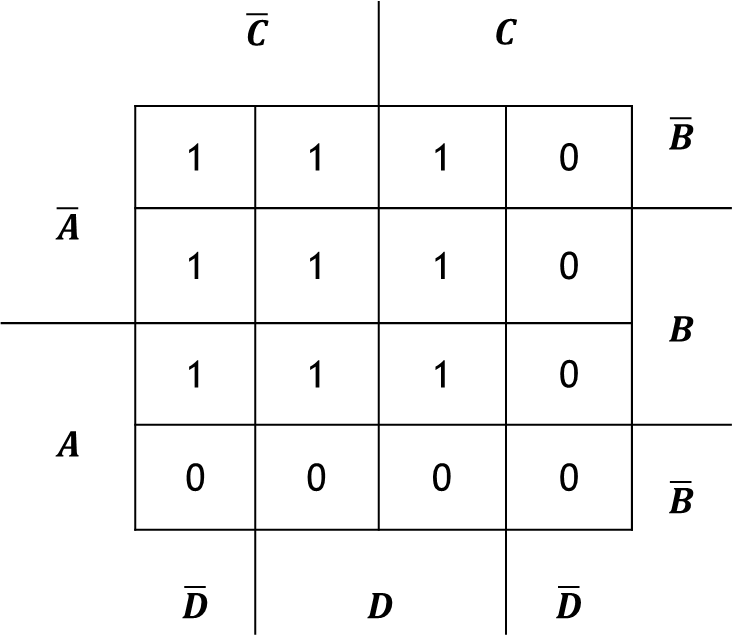 C̅ C
1 1 1 0 B̅
A̅
1 1 1 0
B
1 1 1 0
A
0 0 0 0 B̅
D̅ D D̅